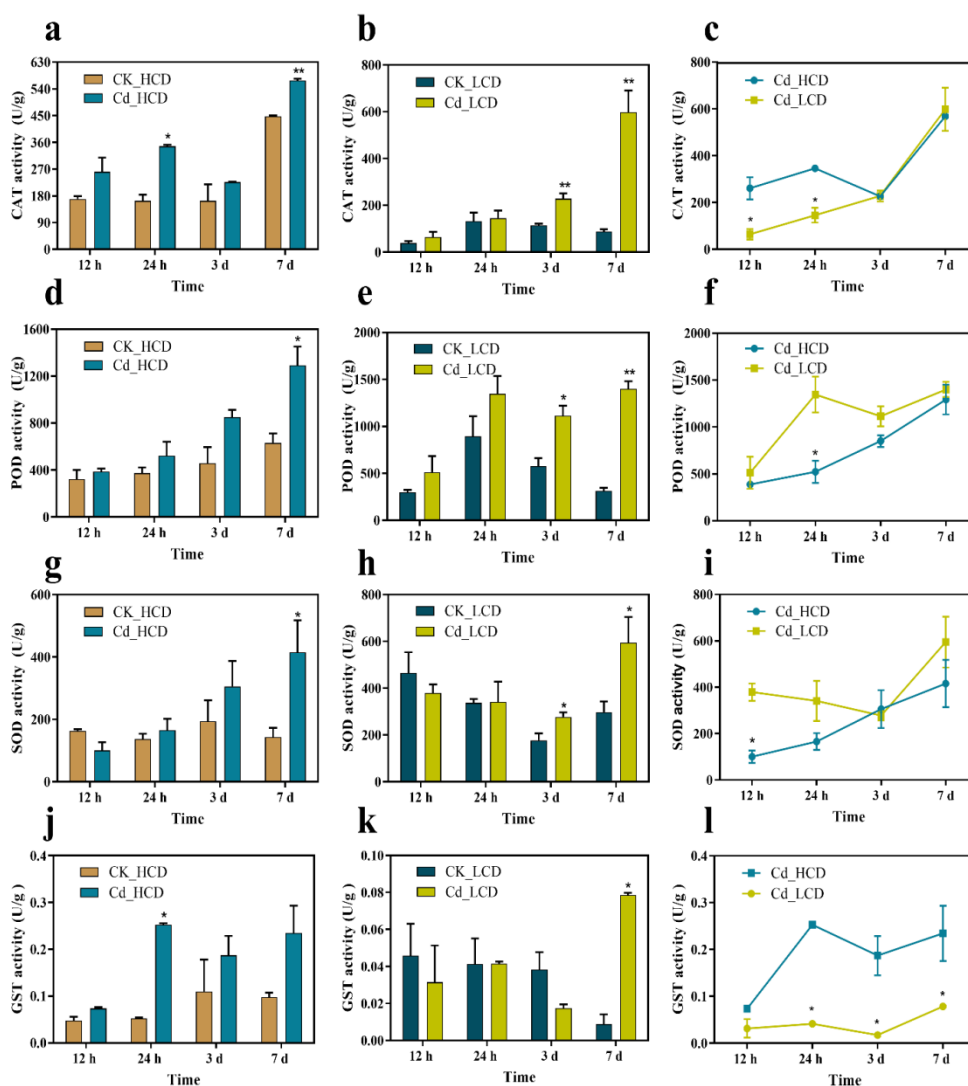 a
CAT activity (U/g)
630
540
450
360
270
180
90
0
CK_HCD
Cd_HCD
*
**
12 h
24 h
3 d
7 d
Time
b
CAT activity (U/g)
800
600
400
200
0
CK_LCD
Cd_LCD
**
**
12 h
24 h
3 d
7 d
Time
c
CAT activity (U/g)
800
600
400
200
0
Cd_HCD
Cd_LCD
*
*
12 h
24 h
3 d
7 d
Time
d
POD activity (U/g)
1600
1200
800
400
0
CK_HCD
Cd_HCD
*
12 h
24 h
3 d
7 d
Time
e
POD activity (U/g)
2000
1500
1000
500
0
CK_LCD
Cd_LCD
*
**
12 h
24 h
3 d
7 d
Time
f
POD activity (U/g)
2000
1500
1000
500
0
Cd_HCD
Cd_LCD
*
12 h
24 h
3 d
7 d
Time
g
SOD activity (U/g)
600
400
200
0
CK_HCD
Cd_HCD
*
12 h
24 h
3 d
7 d
Time
h
SOD activity (U/g)
800
600
400
200
0
CK_LCD
Cd_LCD
*
*
12 h
24 h
3 d
7 d
Time
i
SOD activity (U/g)
800
600
400
200
0
Cd_HCD
Cd_LCD
*
12 h
24 h
3 d
7 d
Time
j
GST activity (U/g)
0.4
0.3
0.2
0.1
0.0
CK_HCD
Cd_HCD
*
12 h
24 h
3 d
7 d
Time
k
GST activity (U/g)
0.10
0.08
0.06
0.04
0.02
0.00
CK_LCD
Cd_LCD
*
12 h
24 h
3 d
7 d
Time
l
GST activity (U/g)
0.4
0.3
0.2
0.1
0.0
Cd_HCD
Cd_LCD
*
*
*
12 h
24 h
3 d
7 d
Time